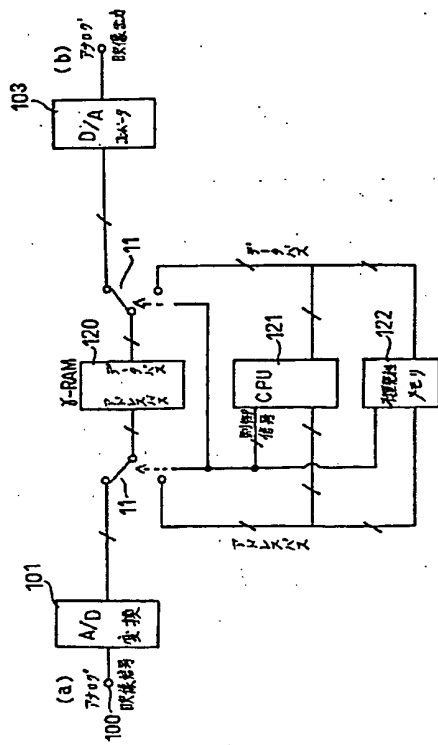 (a)
アナログ
映像信号
100
101
A/D
変換
11
γ-RAM
120
アドレスバス
データバス
11
103
D/A
コンバータ
(b)
アナログ
映像出力
データバス
制御
信号
CPU
121
122
メモリ
アドレスバス